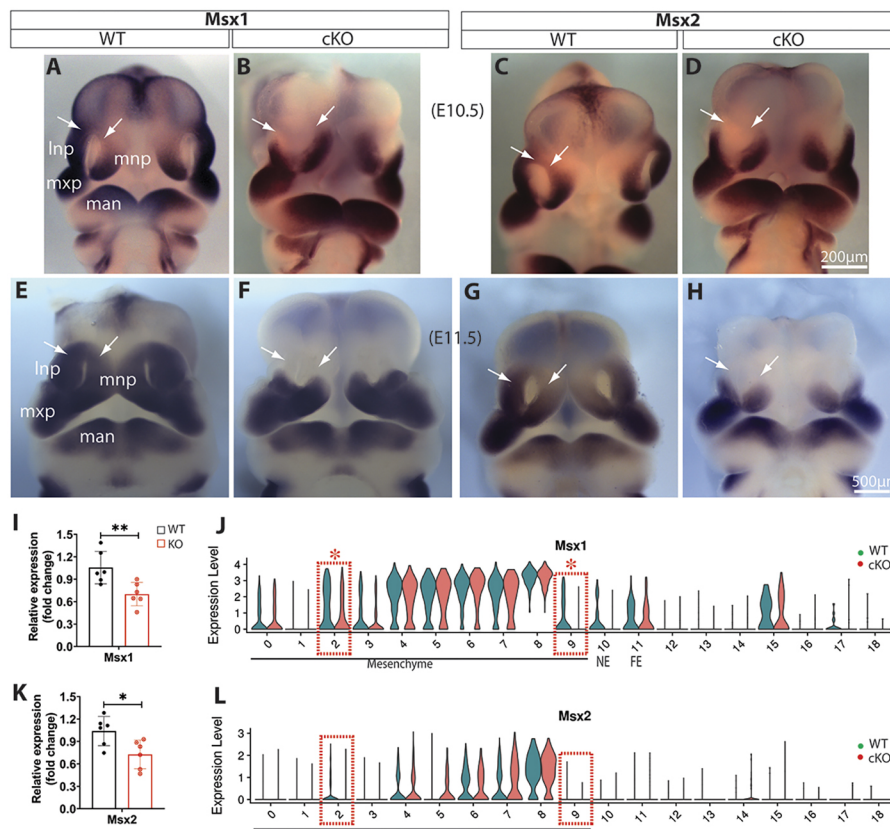 Msx1 Msx2
WT cKO WT cKO
A B C D
(E10.5)
lnp mnp
mxp
man
200µm
E F G H
(E11.5)
lnp mnp
mxp
man
500µm
I
WT
KO
Relative expression
(fold change)
1.5
1.2
0.9
0.6
0.3
0.0
**
Msx1
J
Msx1
WT
cKO
Expression Level
4
3
2
1
0
* *
0 1 2 3 4 5 6 7 8 9 10 11 12 13 14 15 16 17 18
Mesenchyme NE FE
K
Relative expression
(fold change)
1.5
1.2
0.9
0.6
0.3
0.0
*
Msx2
L
Msx2
WT
cKO
Expression Level
3
2
1
0
0 1 2 3 4 5 6 7 8 9 10 11 12 13 14 15 16 17 18